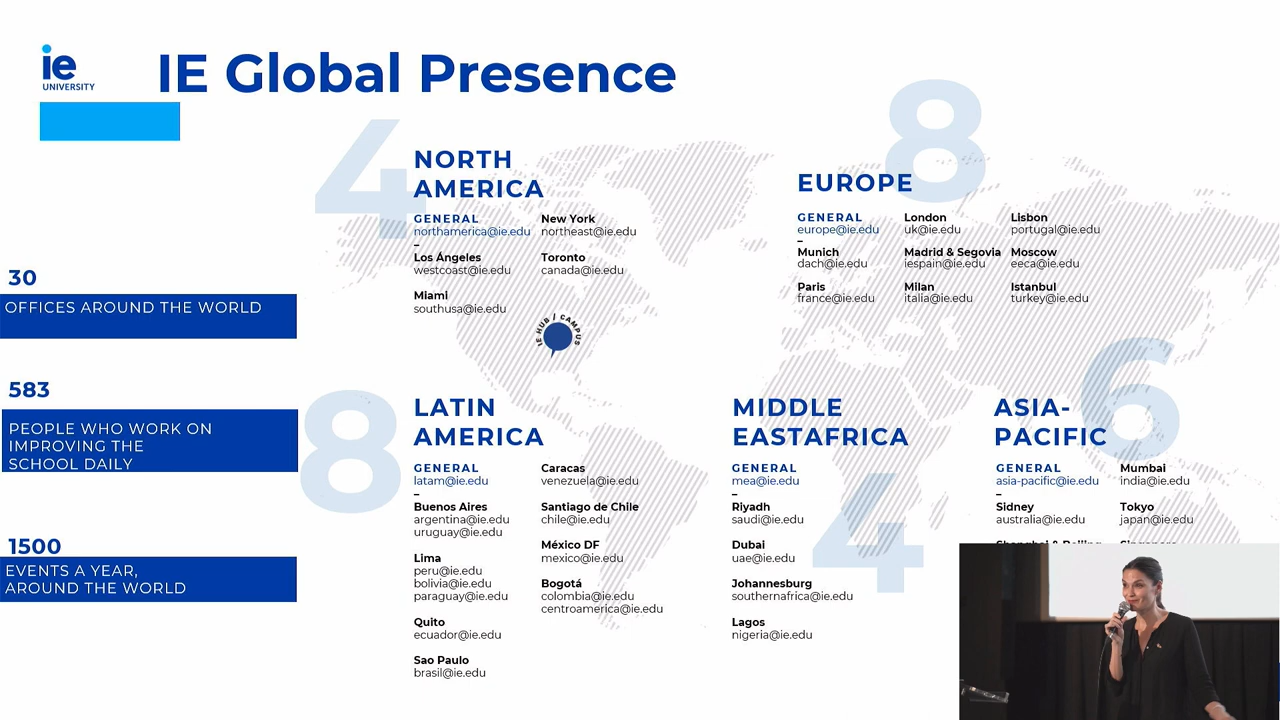 ie
UNIVERSITY
IE Global Presence
30
OFFICES AROUND THE WORLD
583
PEOPLE WHO WORK ON
IMPROVING THE
SCHOOL DAILY
1500
EVENTS A YEAR,
AROUND THE WORLD
4
NORTH
AMERICA
GENERAL
northamerica@ie.edu
–
Los Ángeles
westcoast@ie.edu
Miami
southusa@ie.edu
New York
northeast@ie.edu
Toronto
canada@ie.edu
IE HUB / CAMPUS
8
EUROPE
GENERAL
europe@ie.edu
–
Munich
dach@ie.edu
Paris
france@ie.edu
London
uk@ie.edu
Madrid & Segovia
iespain@ie.edu
Milan
italia@ie.edu
Lisbon
portugal@ie.edu
Moscow
eeca@ie.edu
Istanbul
turkey@ie.edu
8
LATIN
AMERICA
GENERAL
latam@ie.edu
–
Buenos Aires
argentina@ie.edu
uruguay@ie.edu
Lima
peru@ie.edu
bolivia@ie.edu
paraguay@ie.edu
Quito
ecuador@ie.edu
Sao Paulo
brasil@ie.edu
Caracas
venezuela@ie.edu
Santiago de Chile
chile@ie.edu
México DF
mexico@ie.edu
Bogotá
colombia@ie.edu
centroamerica@ie.edu
MIDDLE
EASTAFRICA
4
GENERAL
mea@ie.edu
–
Riyadh
saudi@ie.edu
Dubai
uae@ie.edu
Johannesburg
southernafrica@ie.edu
Lagos
nigeria@ie.edu
6
ASIA-
PACIFIC
GENERAL
asia-pacific@ie.edu
–
Sidney
australia@ie.edu
Mumbai
india@ie.edu
Tokyo
japan@ie.edu